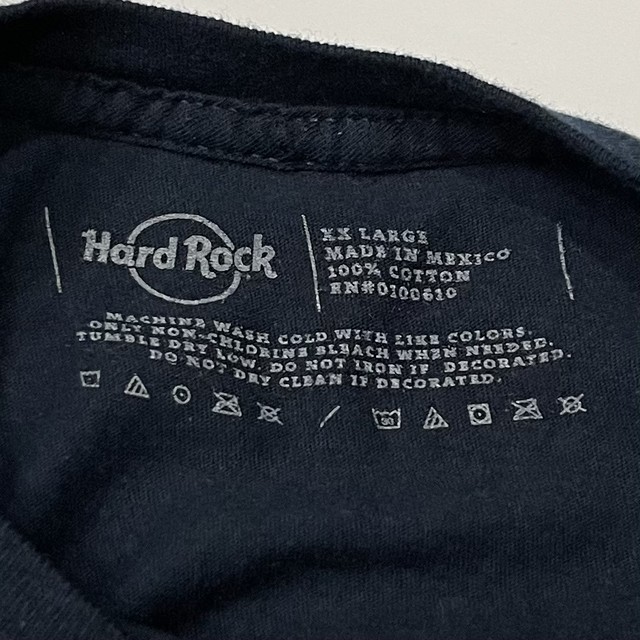 Hard Rock
XX LARGE
MADE IN MEXICO
100% COTTON
RN#0100610
MACHINE WASH COLD WITH LIKE COLORS.
ONLY NON-CHLORINE BLEACH WHEN NEEDED.
TUMBLE DRY LOW. DO NOT IRON IF DECORATED.
DO NOT DRY CLEAN IF DECORATED.
30